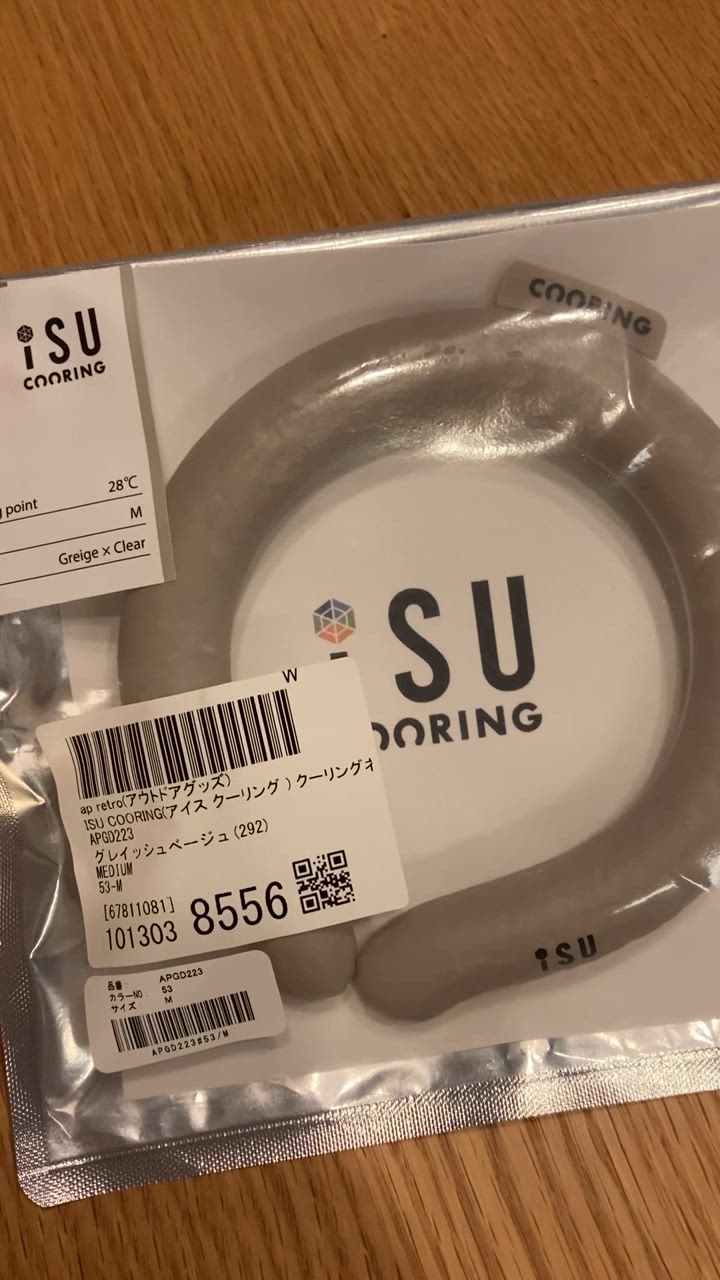 COORING
iSU
COORING
28℃
point
M
Greige × Clear
iSU
COORING
W
ap retro(アウトドアグッズ)
ISU COORING(アイス クーリング ) クーリングネ
APGD223
グレイッシュベージュ(292)
MEDIUM
53-M
[67811081]
101303 8556
iSU
品番: APGD223
カラーNO: 53
サイズ: M
APGD223#53/M